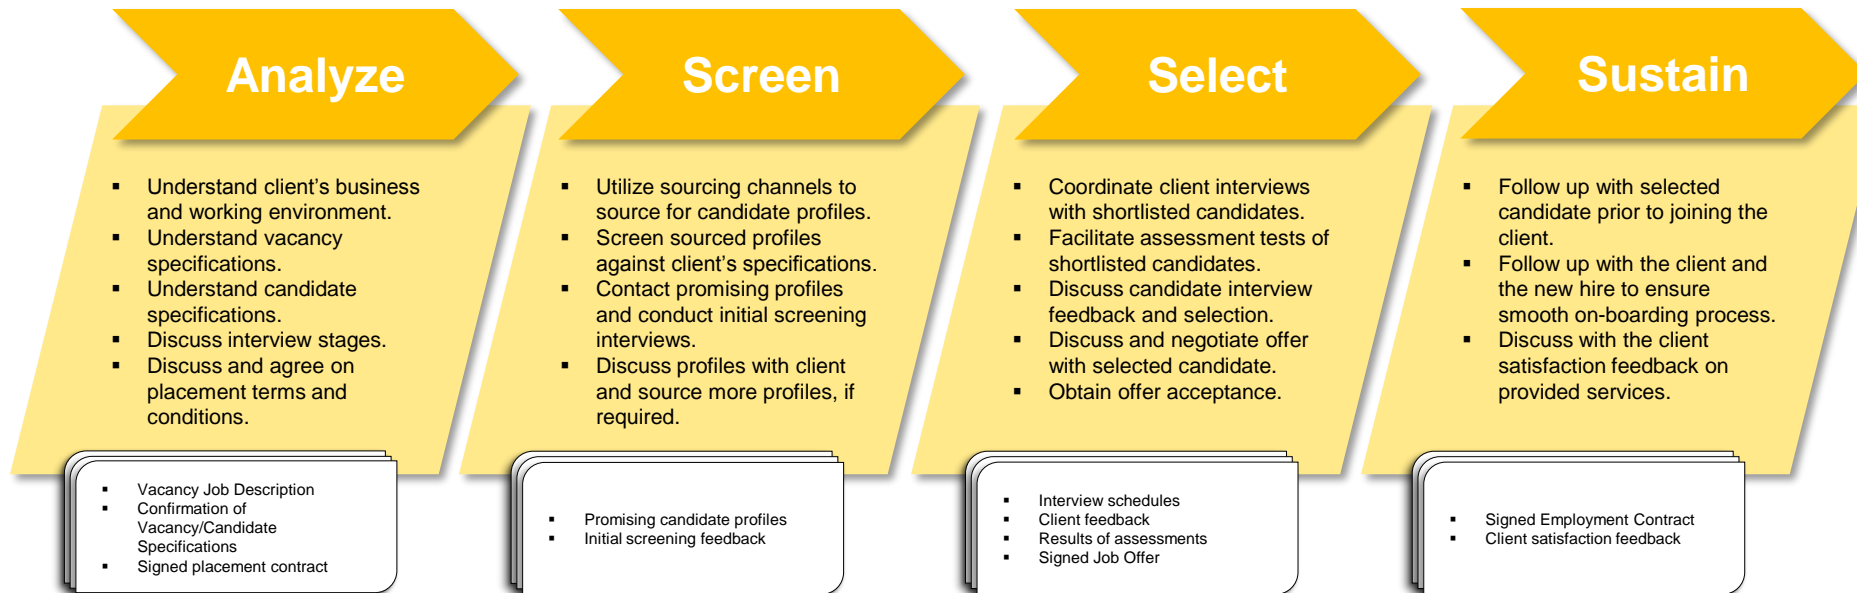 Analyze
▪ Understand client's business
and working environment.
▪ Understand vacancy
specifications.
▪ Understand candidate
specifications.
▪ Discuss interview stages.
▪ Discuss and agree on
placement terms and
conditions.
▪ Vacancy Job Description
▪ Confirmation of
Vacancy/Candidate
Specifications
▪ Signed placement contract
Screen
▪ Utilize sourcing channels to
source for candidate profiles.
▪ Screen sourced profiles
against client's specifications.
▪ Contact promising profiles
and conduct initial screening
interviews.
▪ Discuss profiles with client
and source more profiles, if
required.
▪ Promising candidate profiles
▪ Initial screening feedback
Select
▪ Coordinate client interviews
with shortlisted candidates.
▪ Facilitate assessment tests of
shortlisted candidates.
▪ Discuss candidate interview
feedback and selection.
▪ Discuss and negotiate offer
with selected candidate.
▪ Obtain offer acceptance.
▪ Interview schedules
▪ Client feedback
▪ Results of assessments
▪ Signed Job Offer
Sustain
▪ Follow up with selected
candidate prior to joining the
client.
▪ Follow up with the client and
the new hire to ensure
smooth on-boarding process.
▪ Discuss with the client
satisfaction feedback on
provided services.
▪ Signed Employment Contract
▪ Client satisfaction feedback